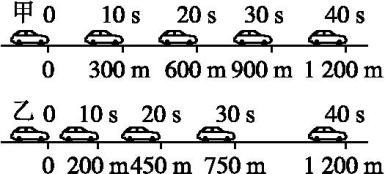 甲 0 10 s 20 s 30 s 40 s
0 300 m 600 m 900 m 1 200 m
乙 0 10 s 20 s 30 s 40 s
0 200 m 450 m 750 m 1 200 m